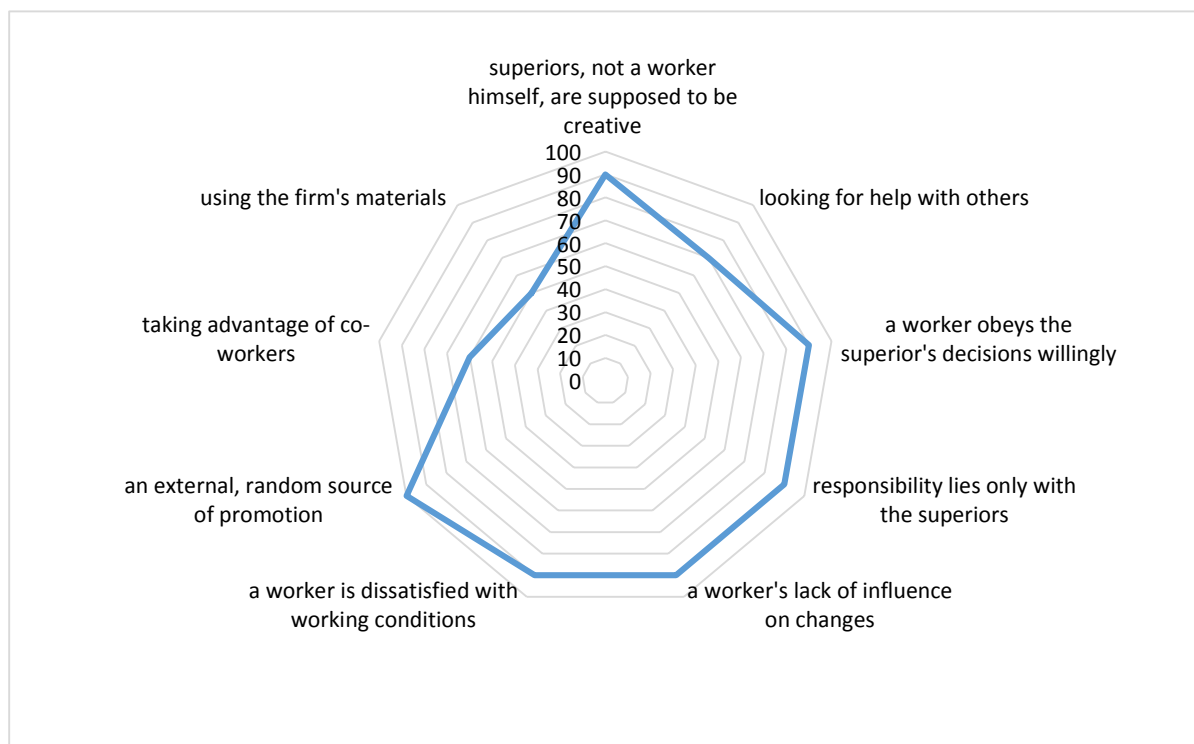 superiors, not a worker
himself, are supposed to be
creative
100
90
80
70
60
50
40
30
20
10
0
looking for help with others
a worker obeys the
superior's decisions willingly
responsibility lies only with
the superiors
a worker's lack of influence
on changes
a worker is dissatisfied with
working conditions
an external, random source
of promotion
taking advantage of co-
workers
using the firm's materials